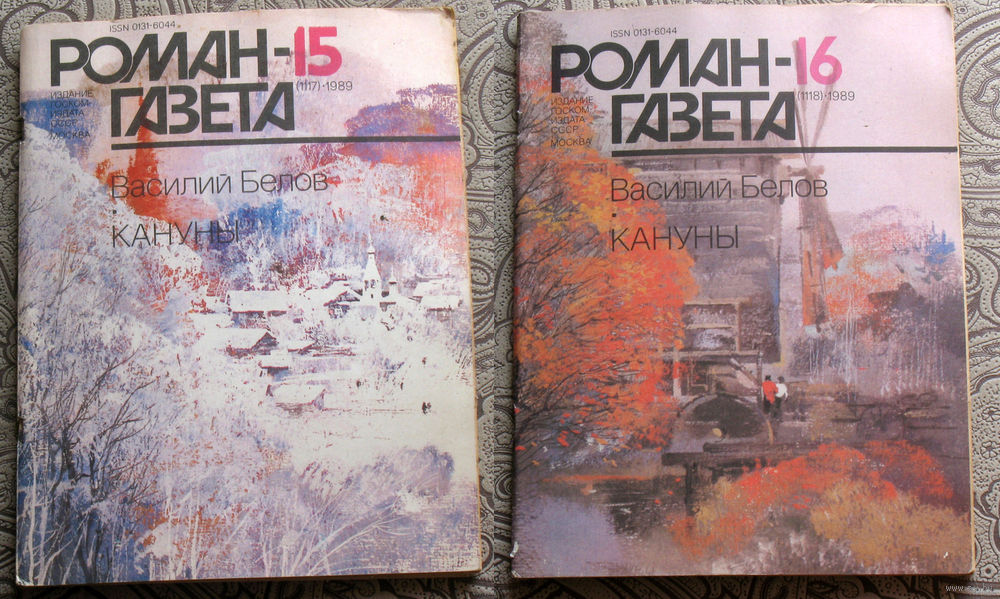 ISSN 0131-6044
РОМАН-15
ГАЗЕТА
(1117)·1989
ИЗДАНИЕ
ГОСКОМ-
ИЗДАТА
СССР
МОСКВА
Василий Белов
·
КАНУНЫ
ISSN 0131-6044
РОМАН-16
ГАЗЕТА
(1118)·1989
ИЗДАНИЕ
ГОСКОМ-
ИЗДАТА
СССР
МОСКВА
Василий Белов
·
КАНУНЫ